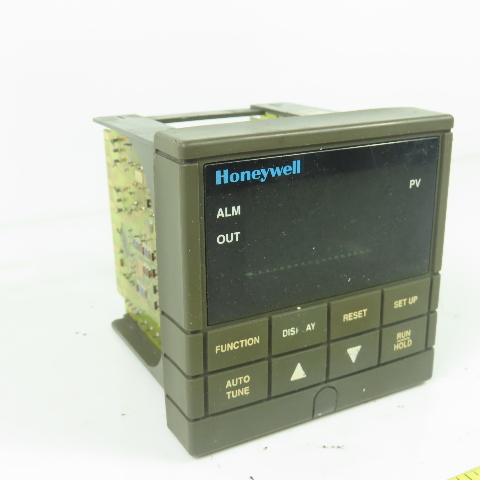 Honeywell
PV
ALM
OUT
FUNCTION
DISPLAY
RESET
SET UP
AUTO
TUNE
RUN
HOLD